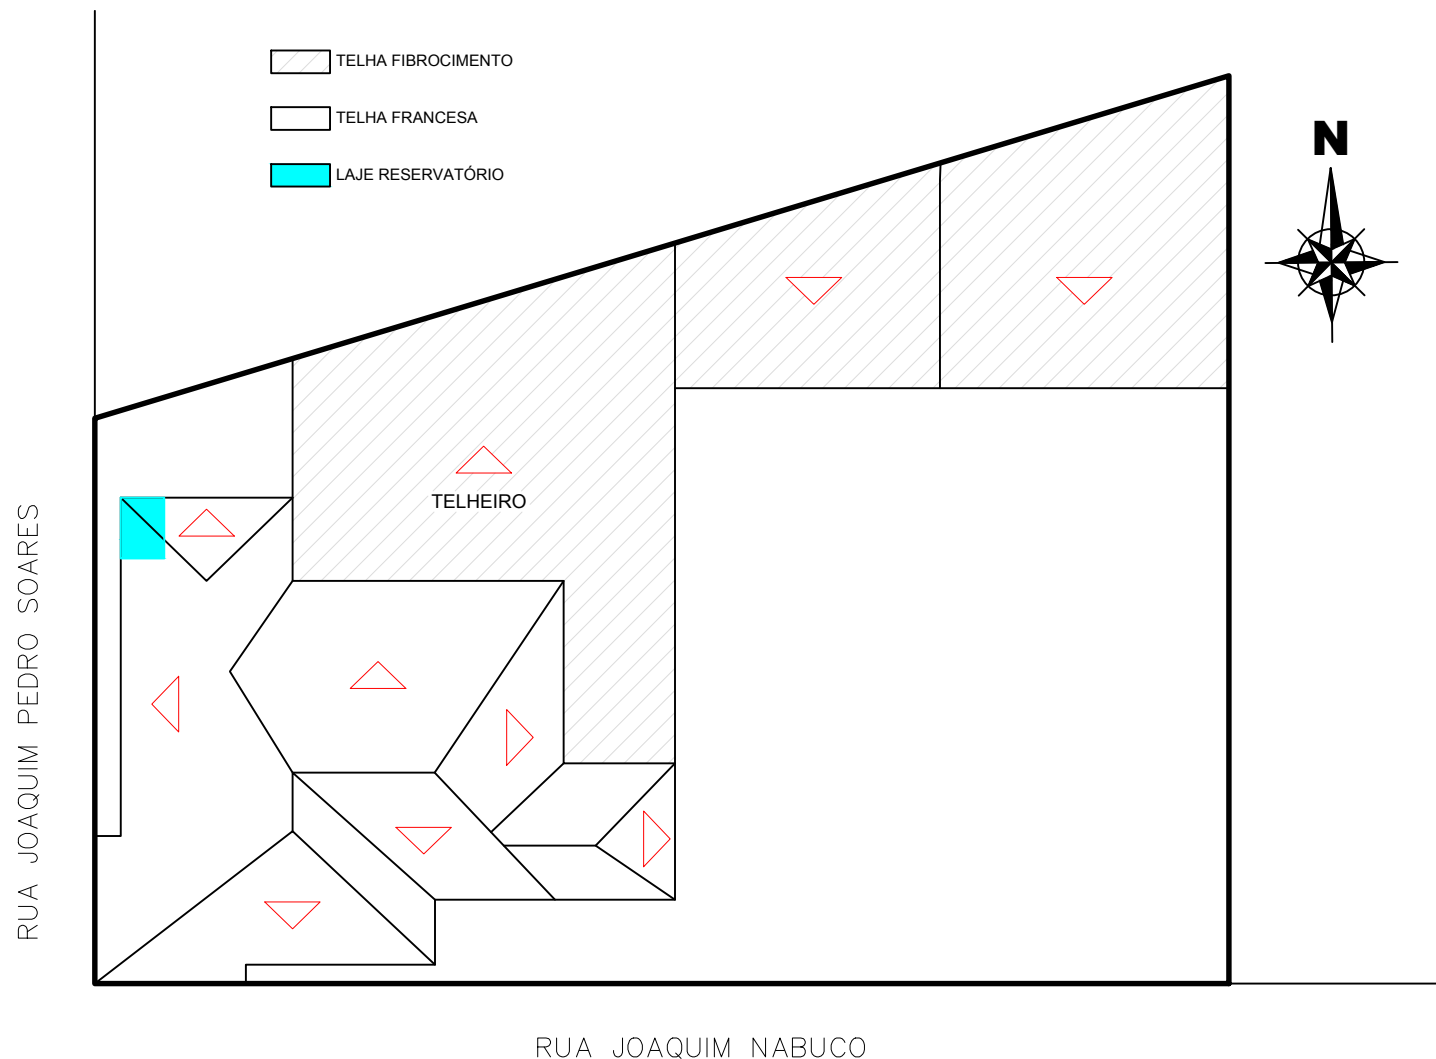 TELHA FIBROCIMENTO
TELHA FRANCESA
LAJE RESERVATÓRIO
N
TELHEIRO
RUA JOAQUIM PEDRO SOARES
RUA JOAQUIM NABUCO